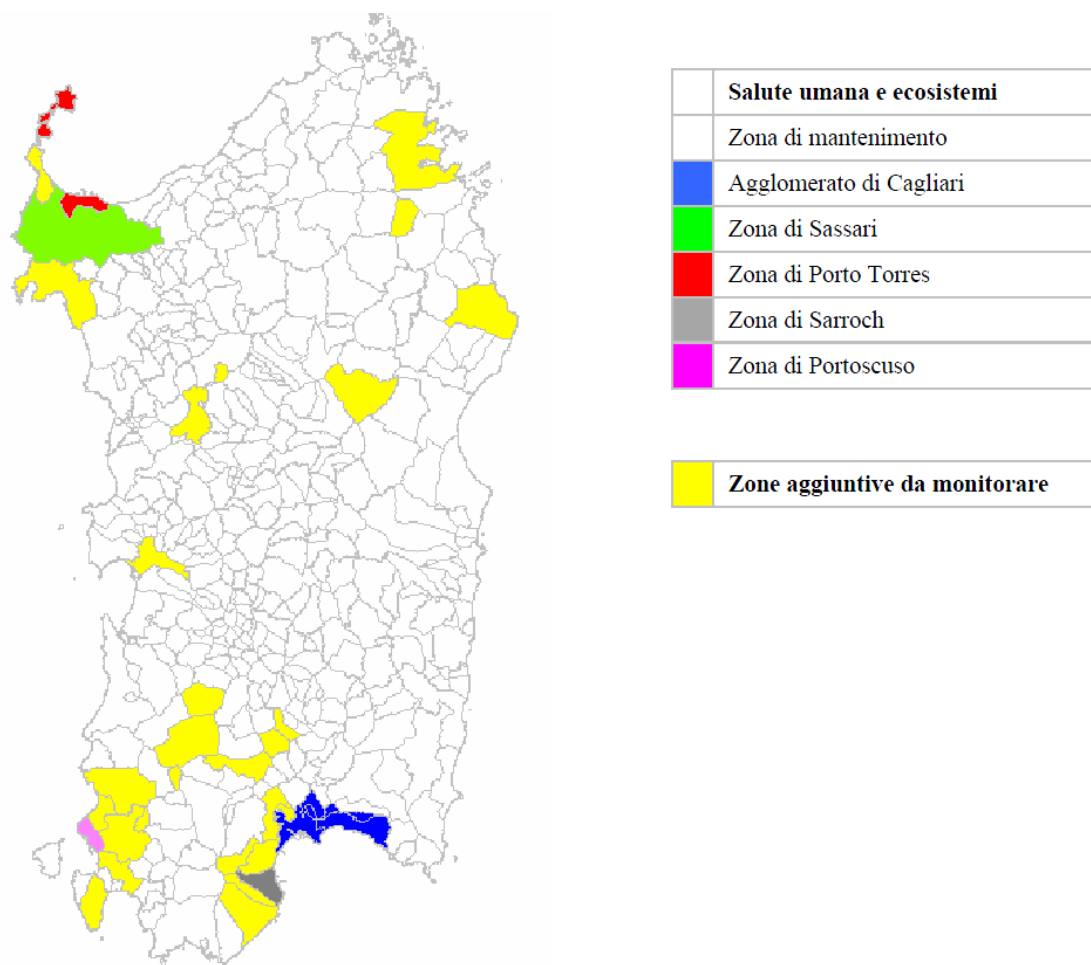 Salute umana e ecosistemi
Zona di mantenimento
Agglomerato di Cagliari
Zona di Sassari
Zona di Porto Torres
Zona di Sarroch
Zona di Portoscuso
Zone aggiuntive da monitorare